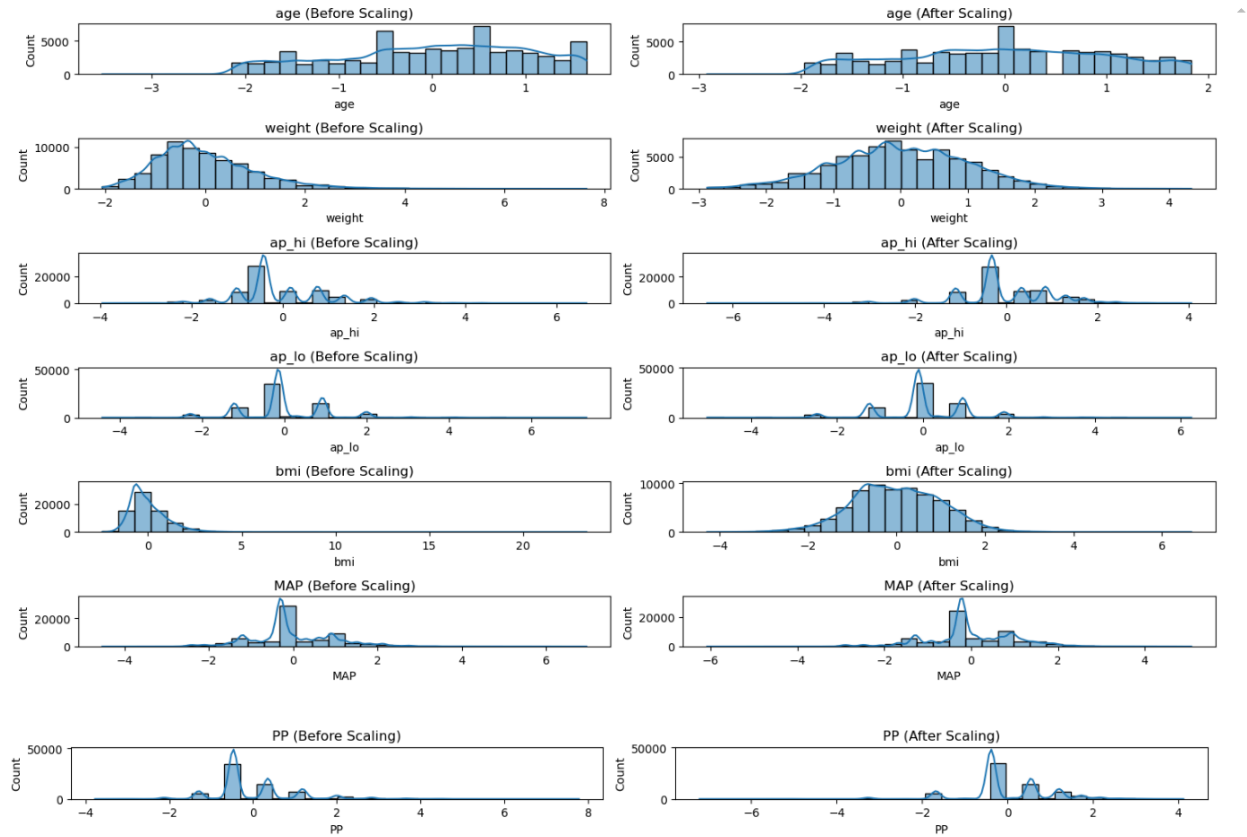 age (Before Scaling) age (After Scaling)
5000 5000
0 0
Count Count
−3 −2 −1 0 1 −3 −2 −1 0 1 2
age age
weight (Before Scaling) weight (After Scaling)
10000 5000
0 0
Count Count
−2 0 2 4 6 8 −3 −2 −1 0 1 2 3 4
weight weight
ap_hi (Before Scaling) ap_hi (After Scaling)
20000 20000
0 0
Count Count
−4 −2 0 2 4 6 −6 −4 −2 0 2 4
ap_hi ap_hi
ap_lo (Before Scaling) ap_lo (After Scaling)
50000 50000
0 0
Count Count
−4 −2 0 2 4 6 −4 −2 0 2 4 6
ap_lo ap_lo
bmi (Before Scaling) bmi (After Scaling)
20000 10000
0 0
Count Count
0 5 10 15 20 −4 −2 0 2 4 6
bmi bmi
MAP (Before Scaling) MAP (After Scaling)
20000 20000
0 0
Count Count
−4 −2 0 2 4 6 −6 −4 −2 0 2 4
MAP MAP
PP (Before Scaling) PP (After Scaling)
50000 50000
0 0
Count Count
−4 −2 0 2 4 6 8 −6 −4 −2 0 2 4
PP PP